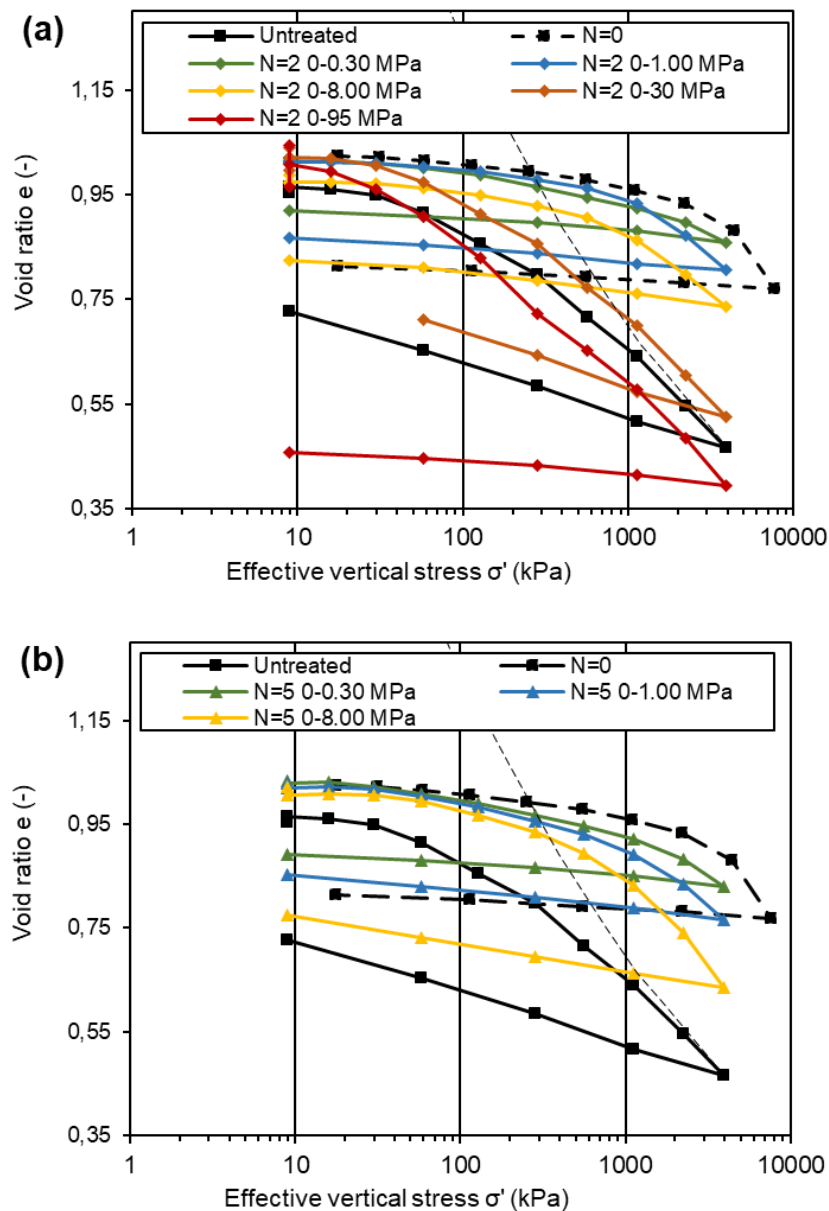 (a)
Untreated N=0
N=2 0-0.30 MPa N=2 0-1.00 MPa
N=2 0-8.00 MPa N=2 0-30 MPa
N=2 0-95 MPa
1,15
0,95
0,75
0,55
0,35
Void ratio e (-)
1 10 100 1000 10000
Effective vertical stress σ' (kPa)
(b)
Untreated N=0
N=5 0-0.30 MPa N=5 0-1.00 MPa
N=5 0-8.00 MPa
1,15
0,95
0,75
0,55
0,35
Void ratio e (-)
1 10 100 1000 10000
Effective vertical stress σ' (kPa)